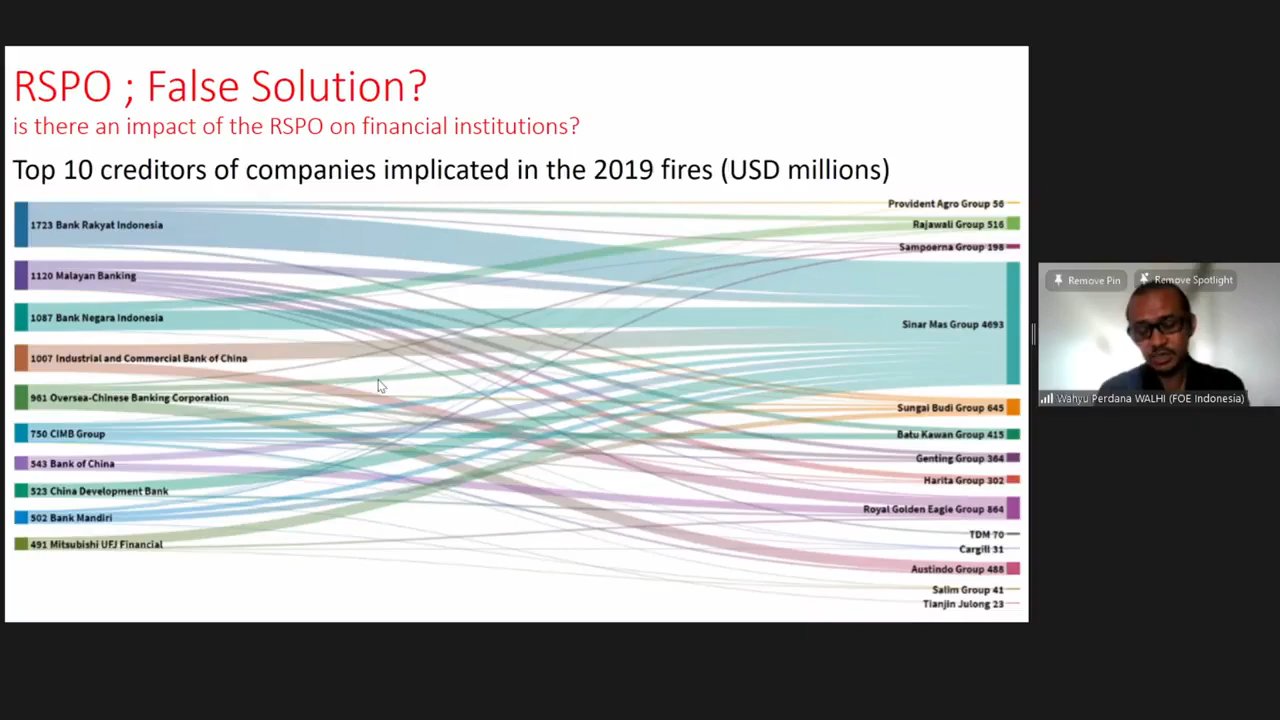 RSPO ; False Solution?
is there an impact of the RSPO on financial institutions?
Top 10 creditors of companies implicated in the 2019 fires (USD millions)
1723 Bank Rakyat Indonesia
1120 Malayan Banking
1087 Bank Negara Indonesia
1007 Industrial and Commercial Bank of China
961 Oversea-Chinese Banking Corporation
750 CIMB Group
543 Bank of China
523 China Development Bank
502 Bank Mandiri
491 Mitsubishi UFJ Financial
Provident Agro Group 56
Rajawali Group 516
Sampoerna Group 198
Sinar Mas Group 4693
Sungai Budi Group 645
Batu Kawan Group 415
Genting Group 364
Harita Group 302
Royal Golden Eagle Group 864
TDM 70
Cargill 31
Austindo Group 488
Salim Group 41
Tianjin Julong 23
Remove Pin
Remove Spotlight
Wahyu Perdana WALHI (FOE Indonesia)